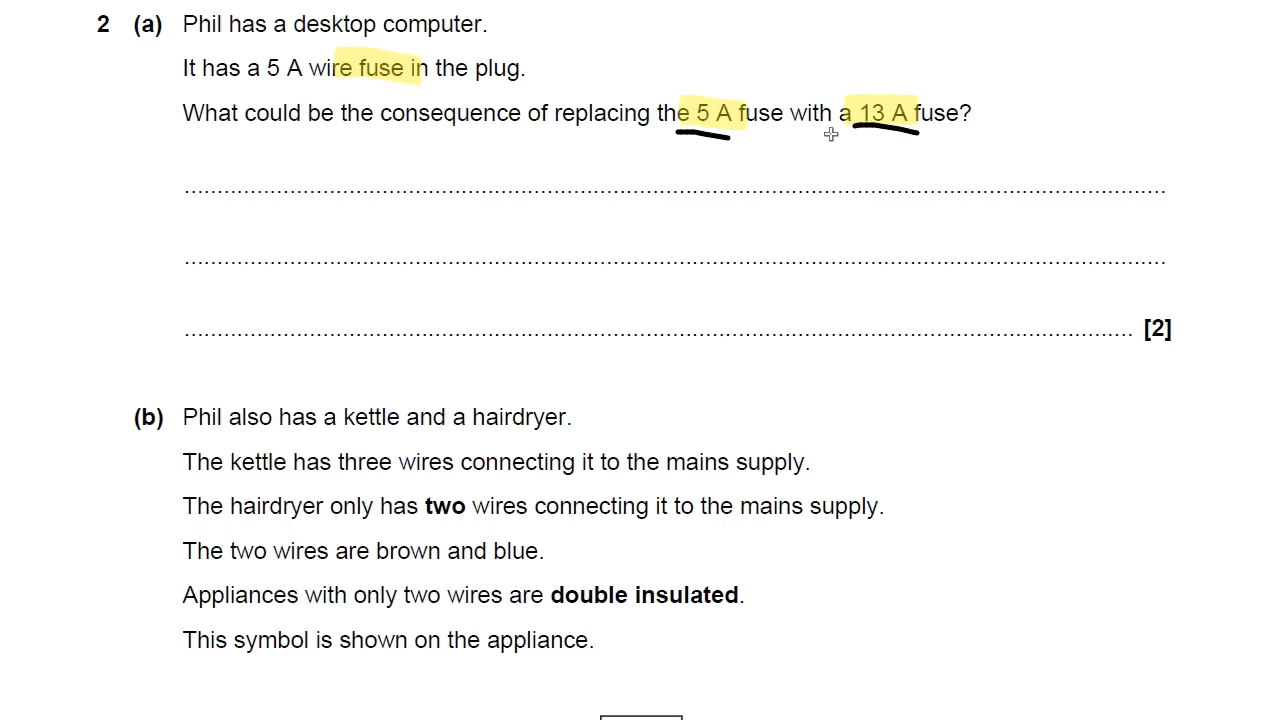 2 (a) Phil has a desktop computer.
It has a 5 A wire fuse in the plug.
What could be the consequence of replacing the 5 A fuse with a 13 A fuse?
..........................................................................................................................................
..........................................................................................................................................
................................................................................................................................... [2]
(b) Phil also has a kettle and a hairdryer.
The kettle has three wires connecting it to the mains supply.
The hairdryer only has two wires connecting it to the mains supply.
The two wires are brown and blue.
Appliances with only two wires are double insulated.
This symbol is shown on the appliance.